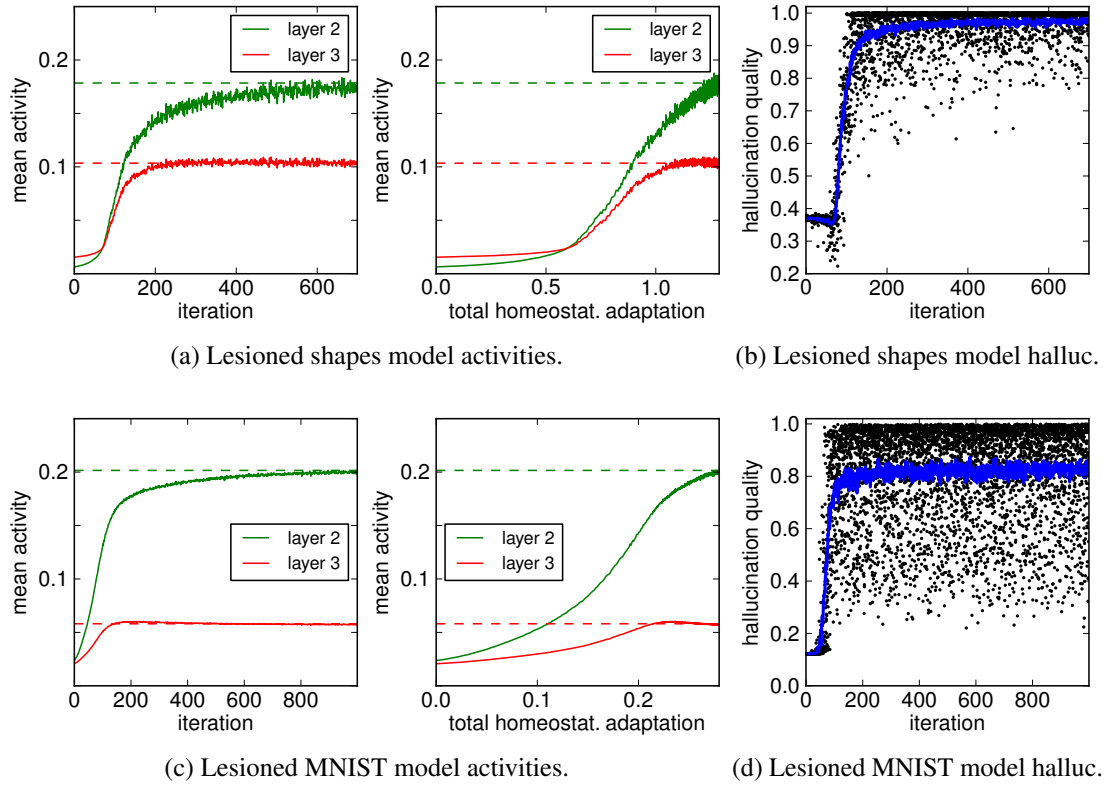 layer 2
layer 3
0.2
0.1
mean activity
0
200
400
600
iteration
layer 2
layer 3
mean activity
0.2
0.1
0.0
0.5
1.0
total homeostat. adaptation
(a) Lesioned shapes model activities.
hallucination quality
1.0
0.9
0.8
0.7
0.6
0.5
0.4
0.3
0.2
0
200
400
600
iteration
(b) Lesioned shapes model halluc.
mean activity
0.2
0.1
layer 2
layer 3
0
200
400
600
800
iteration
mean activity
0.2
0.1
layer 2
layer 3
0.0
0.1
0.2
total homeostat. adaptation
(c) Lesioned MNIST model activities.
hallucination quality
1.0
0.8
0.6
0.4
0.2
0.0
0
200
400
600
800
iteration
(d) Lesioned MNIST model halluc.